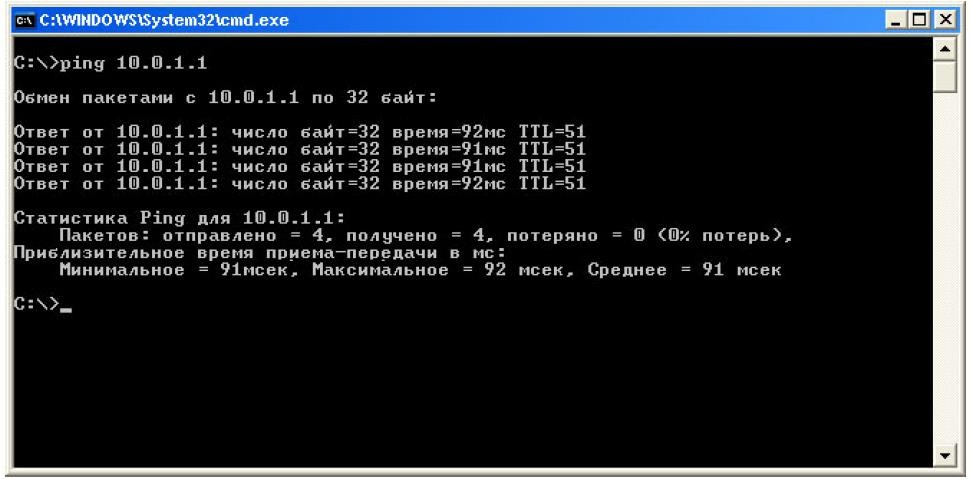 C:\WINDOWS\System32\cmd.exe
C:\>ping 10.0.1.1
Обмен пакетами с 10.0.1.1 по 32 байт:
Ответ от 10.0.1.1: число байт=32 время=92мс TTL=51
Ответ от 10.0.1.1: число байт=32 время=91мс TTL=51
Ответ от 10.0.1.1: число байт=32 время=91мс TTL=51
Ответ от 10.0.1.1: число байт=32 время=92мс TTL=51
Статистика Ping для 10.0.1.1:
Пакетов: отправлено = 4, получено = 4, потеряно = 0 (0% потерь),
Приблизительное время приема-передачи в мс:
Минимальное = 91мсек, Максимальное = 92 мсек, Среднее = 91 мсек
C:\>_